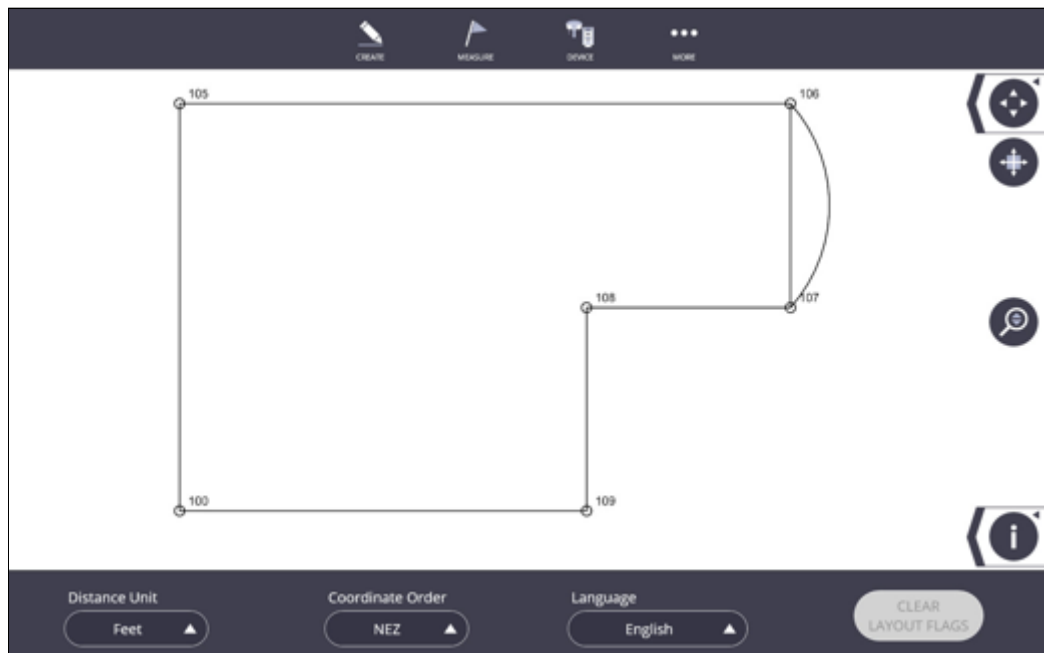 CREATE
MEASURE
DEVICE
MORE
105
106
108
107
100
109
i
Distance Unit
Coordinate Order
Language
Feet
NEZ
English
CLEAR
LAYOUT FLAGS